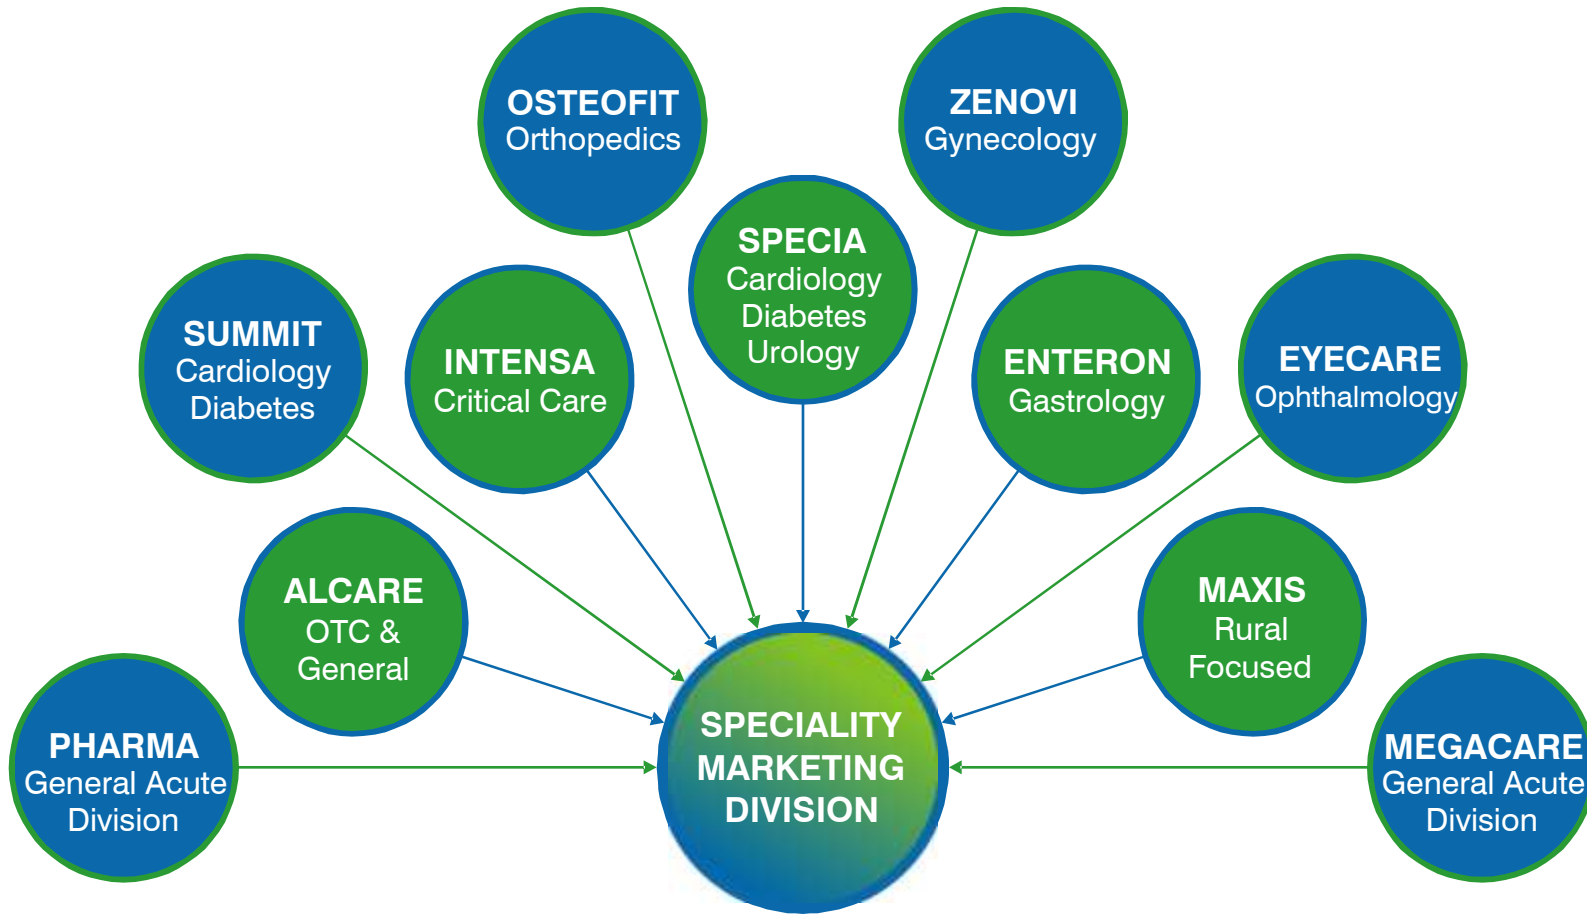 OSTEOFIT
Orthopedics
ZENOVI
Gynecology
SPECIA
Cardiology
Diabetes
Urology
SUMMIT
Cardiology
Diabetes
INTENSA
Critical Care
ENTERON
Gastrology
EYECARE
Ophthalmology
ALCARE
OTC &
General
MAXIS
Rural
Focused
PHARMA
General Acute
Division
SPECIALITY
MARKETING
DIVISION
MEGACARE
General Acute
Division